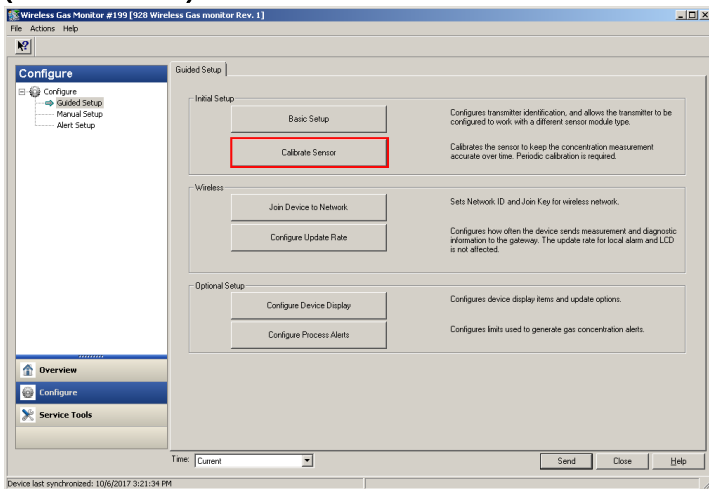 Wireless Gas Monitor #199 [928 Wireless Gas monitor Rev. 1]
File Actions Help
Configure
Configure
Guided Setup
Manual Setup
Alert Setup
Overview
Configure
Service Tools
Guided Setup
Initial Setup
Basic Setup
Configures transmitter identification, and allows the transmitter to be
configured to work with a different sensor module type.
Calibrate Sensor
Calibrates the sensor to keep the concentration measurement
accurate over time. Periodic calibration is required.
Wireless
Join Device to Network
Sets Network ID and Join Key for wireless network.
Configure Update Rate
Configures how often the device sends measurement and diagnostic
information to the gateway. The update rate for local alarm and LCD
is not affected.
Optional Setup
Configure Device Display
Configures device display items and update options.
Configure Process Alerts
Configures limits used to generate gas concentration alerts.
Time: Current
Send Close Help
Device last synchronized: 10/6/2017 3:21:34 PM